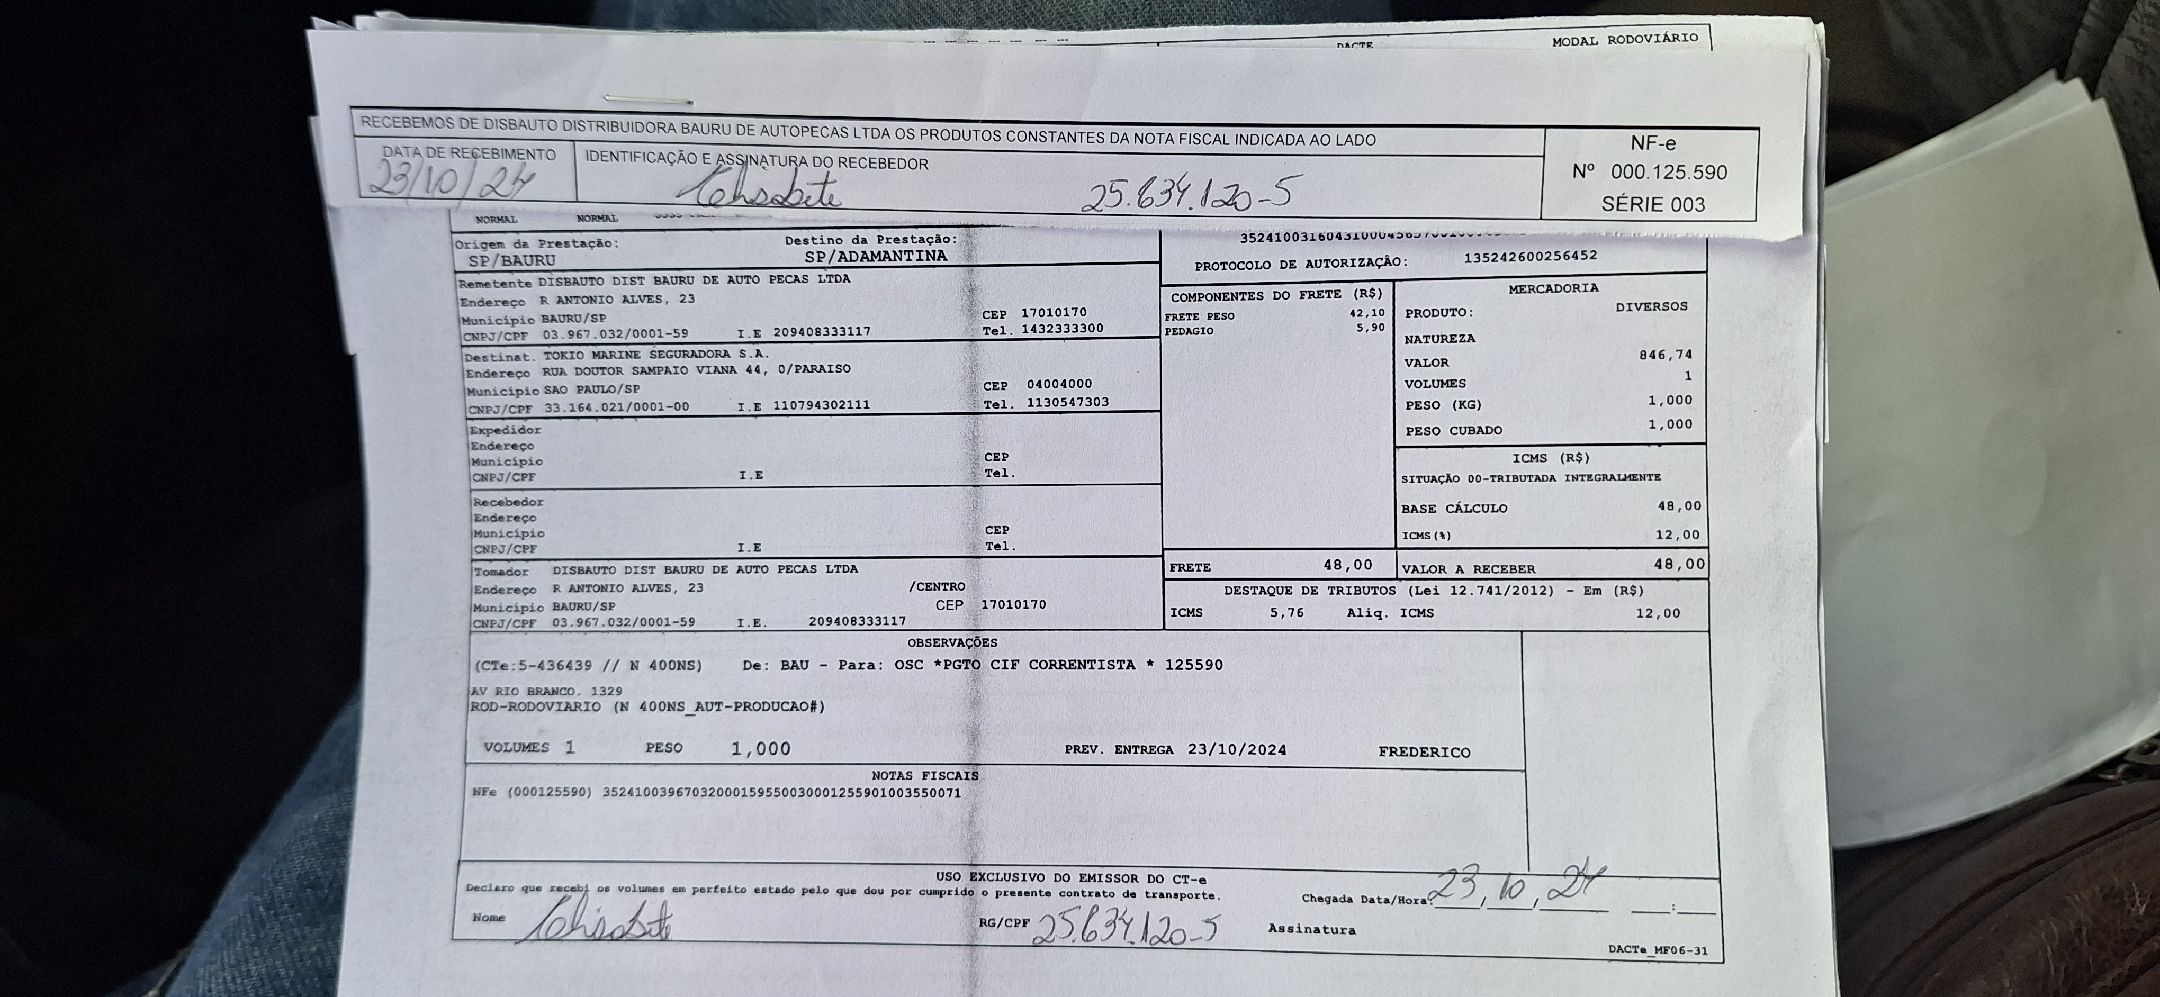 DACTE
MODAL RODOVIÁRIO
RECEBEMOS DE DISBAUTO DISTRIBUIDORA BAURU DE AUTOPECAS LTDA OS PRODUTOS CONSTANTES DA NOTA FISCAL INDICADA AO LADO
DATA DE RECEBIMENTO
23/10/24
IDENTIFICAÇÃO E ASSINATURA DO RECEBEDOR
25.634.120-5
NF-e
Nº 000.125.590
SÉRIE 003
NORMAL NORMAL
Origem da Prestação: Destino da Prestação:
SP/BAURU SP/ADAMANTINA
PROTOCOLO DE AUTORIZAÇÃO: 135242600256452
Remetente DISBAUTO DIST BAURU DE AUTO PECAS LTDA
Endereço R ANTONIO ALVES, 23
Município BAURU/SP CEP 17010170
CNPJ/CPF 03.967.032/0001-59 I.E 209408333117 Tel. 1432333300
Destinat. TOKIO MARINE SEGURADORA S.A.
Endereço RUA DOUTOR SAMPAIO VIANA 44, 0/PARAISO
Município SAO PAULO/SP CEP 04004000
CNPJ/CPF 33.164.021/0001-00 I.E 110794302111 Tel. 1130547303
Expedidor
Endereço
Município CEP
CNPJ/CPF I.E Tel.
Recebedor
Endereço
Município CEP
CNPJ/CPF I.E Tel.
Tomador DISBAUTO DIST BAURU DE AUTO PECAS LTDA
Endereço R ANTONIO ALVES, 23 /CENTRO
Município BAURU/SP CEP 17010170
CNPJ/CPF 03.967.032/0001-59 I.E. 209408333117
COMPONENTES DO FRETE (R$)
FRETE PESO 42,10
PEDAGIO 5,90
MERCADORIA
PRODUTO: DIVERSOS
NATUREZA
VALOR 846,74
VOLUMES 1
PESO (KG) 1,000
PESO CUBADO 1,000
ICMS (R$)
SITUAÇÃO 00-TRIBUTADA INTEGRALMENTE
BASE CÁLCULO 48,00
ICMS(%) 12,00
FRETE 48,00 VALOR A RECEBER 48,00
DESTAQUE DE TRIBUTOS (Lei 12.741/2012) - Em (R$)
ICMS 5,76 Aliq. ICMS 12,00
OBSERVAÇÕES
(CTe:5-436439 // N 400NS) De: BAU - Para: OSC *PGTO CIF CORRENTISTA * 125590
AV RIO BRANCO. 1329
ROD-RODOVIARIO (N 400NS_AUT-PRODUCAO#)
VOLUMES 1 PESO 1,000 PREV. ENTREGA 23/10/2024 FREDERICO
NOTAS FISCAIS
NFe (000125590) 35241003967032000159550030001255901003550071
USO EXCLUSIVO DO EMISSOR DO CT-e
Declaro que recebi os volumes em perfeito estado pelo que dou por cumprido o presente contrato de transporte.
Chegada Data/Hora: 23, 10, 24 :
Nome RG/CPF 25.634.120-5 Assinatura
DACTe_MF06-31